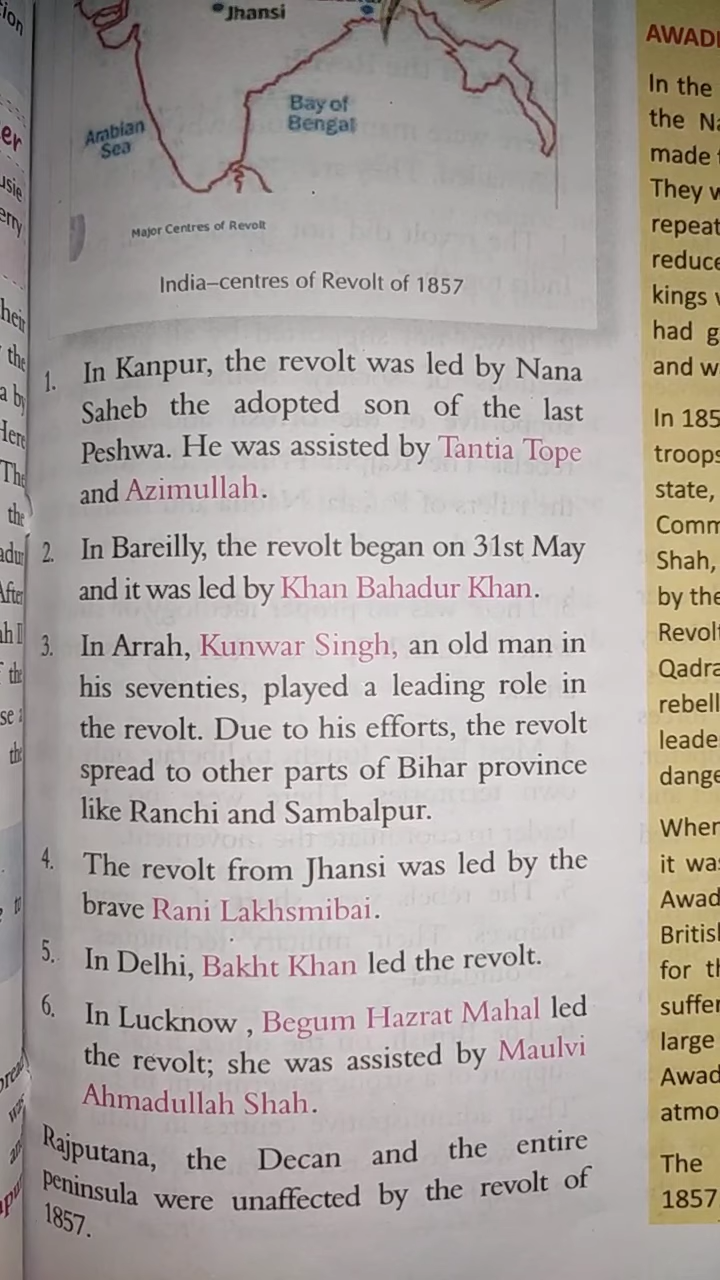 Jhansi
Arabian
Sea
Bay of
Bengal
Major Centres of Revolt
India–centres of Revolt of 1857
1. In Kanpur, the revolt was led by Nana
Saheb the adopted son of the last
Peshwa. He was assisted by Tantia Tope
and Azimullah.
2. In Bareilly, the revolt began on 31st May
and it was led by Khan Bahadur Khan.
3. In Arrah, Kunwar Singh, an old man in
his seventies, played a leading role in
the revolt. Due to his efforts, the revolt
spread to other parts of Bihar province
like Ranchi and Sambalpur.
4. The revolt from Jhansi was led by the
brave Rani Lakhsmibai.
5. In Delhi, Bakht Khan led the revolt.
6. In Lucknow , Begum Hazrat Mahal led
the revolt; she was assisted by Maulvi
Ahmadullah Shah.
Rajputana, the Decan and the entire
peninsula were unaffected by the revolt of
1857.
In the
the
made
They
repeat
reduce
kings
had
and
In 185
troops
state,
Comm
Shah,
by the
Revolt
Qadra
rebell
leade
dange
When
it was
Awad
British
for
suffer
large
Awad
atmo
The
1857